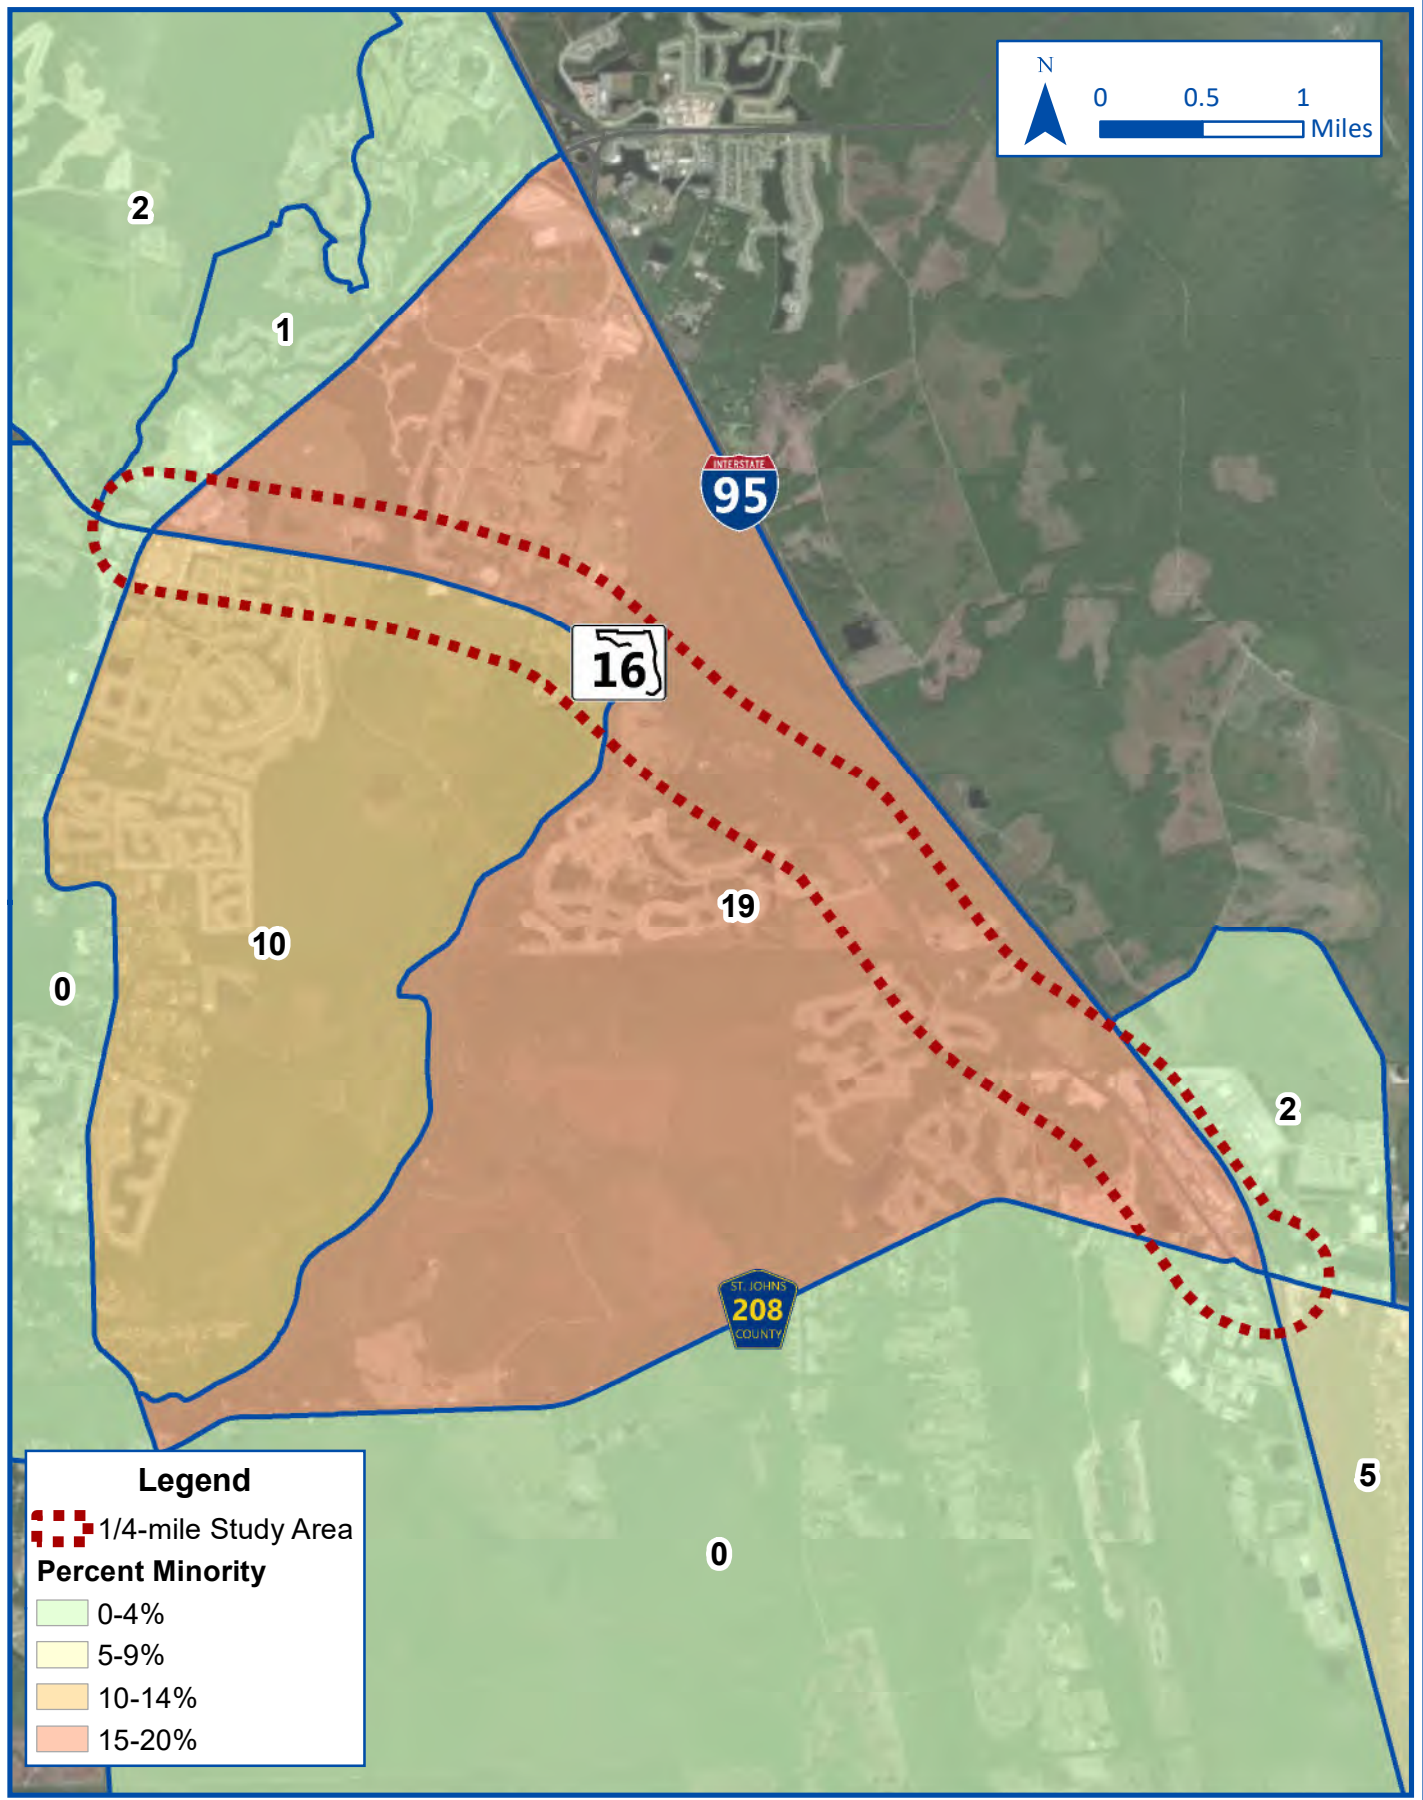 N
0 0.5 1
Miles
2
1
INTERSTATE
95
16
19
10
0
2
ST. JOHNS
208
COUNTY
5
0
Legend
1/4-mile Study Area
Percent Minority
0-4%
5-9%
10-14%
15-20%